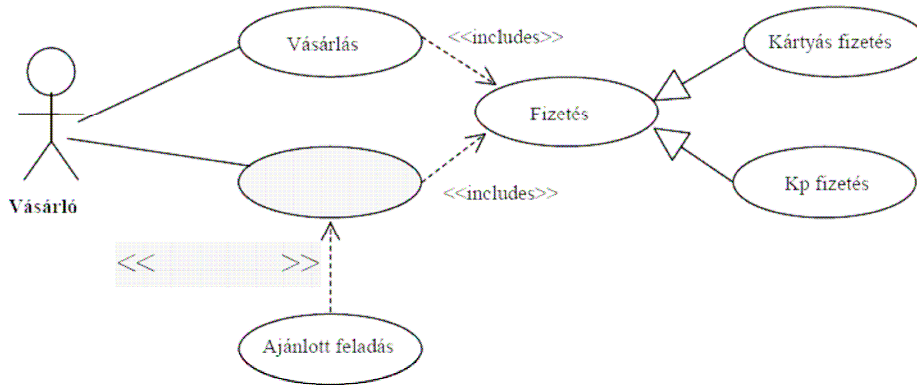 Vásárlás
<<includes>>
Kártyás fizetés
Fizetés
<<includes>>
Kp fizetés
Vásárló
<< >>
Ajánlott feladás